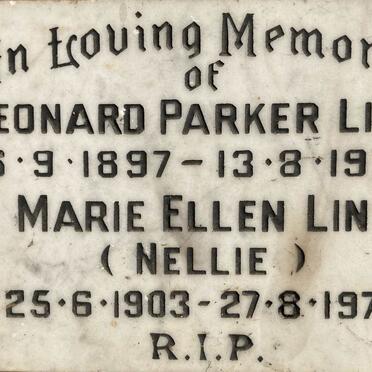 In Loving Memor
of
EONARD PARKER LI
6·9·1897 – 13·8·19
MARIE ELLEN LIN
( NELLIE )
25·6·1903 - 27·8·197
R.I.P.